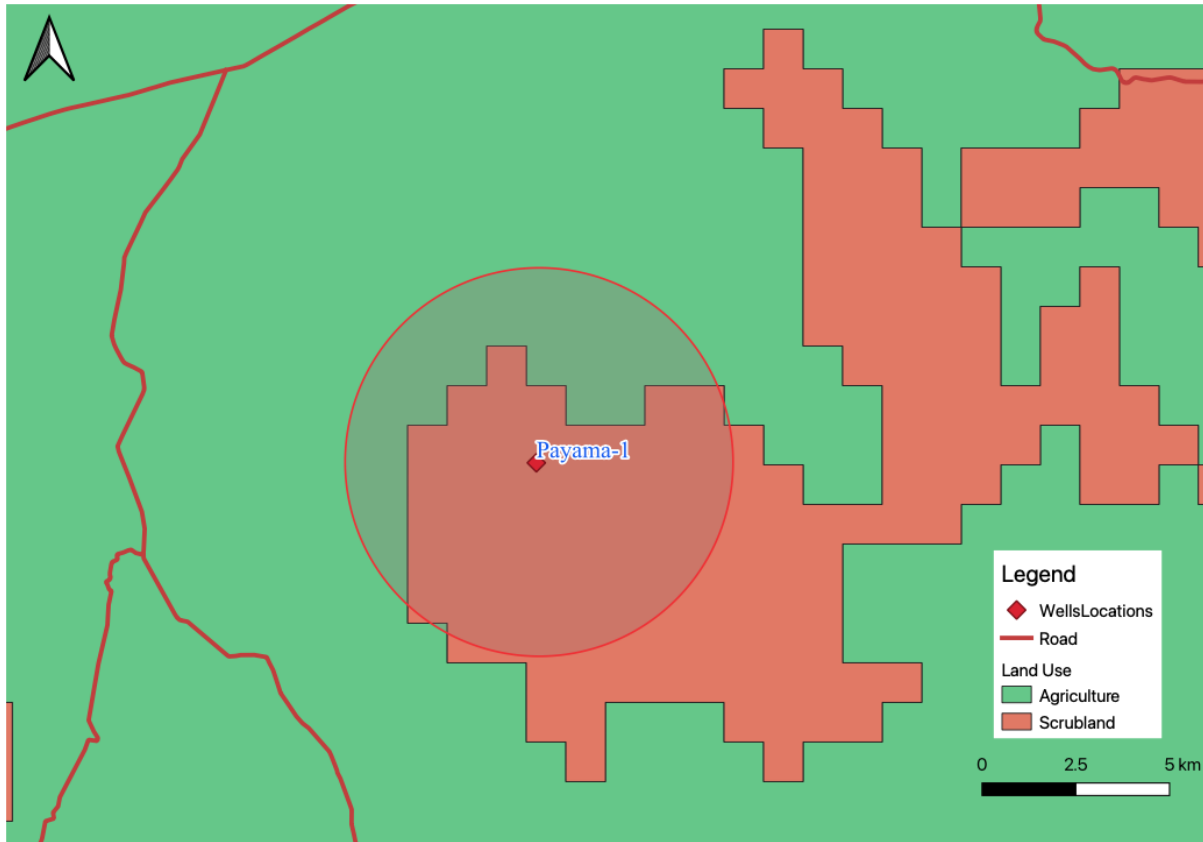 Payama-1
Legend
WellsLocations
Road
Land Use
Agriculture
Scrubland
0 2.5 5 km